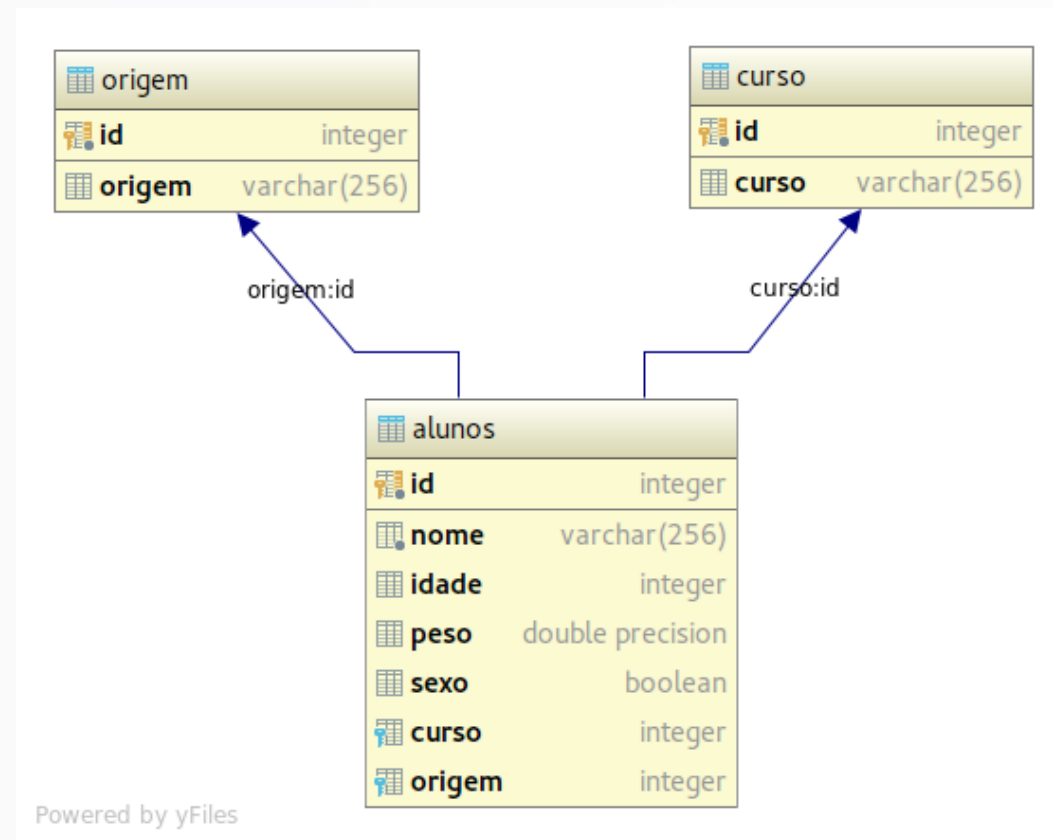 origem
id integer
origem varchar(256)
curso
id integer
curso varchar(256)
origem:id
curso:id
alunos
id integer
nome varchar(256)
idade integer
peso double precision
sexo boolean
curso integer
origem integer
Powered by yFiles